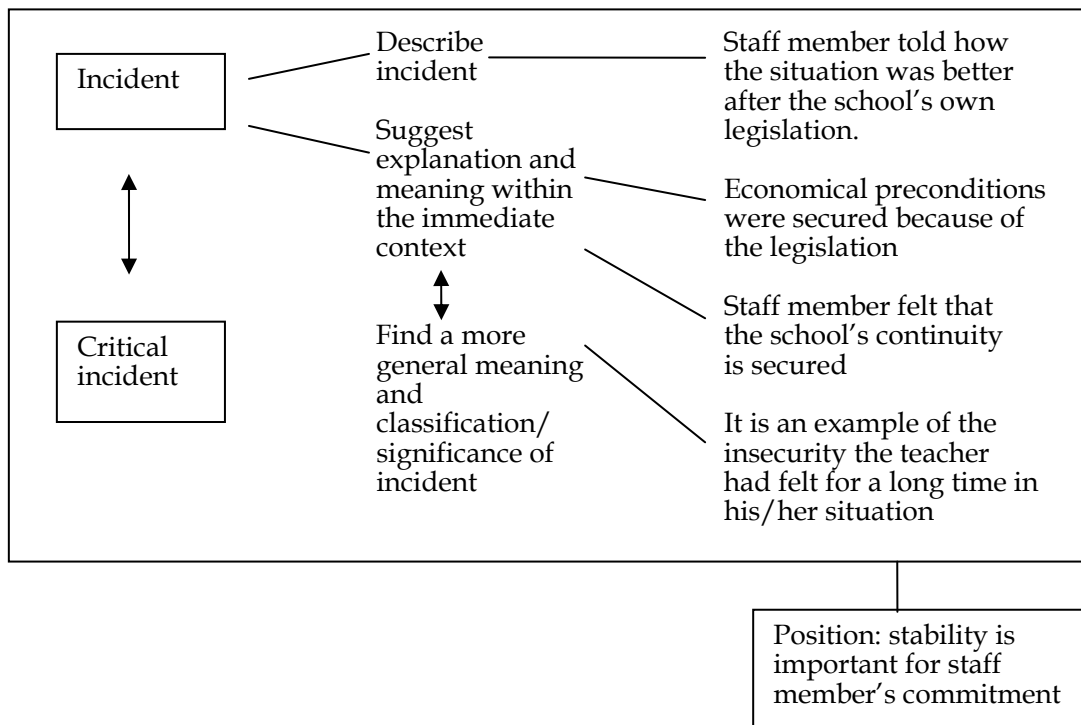 Incident
Critical
incident
Describe
incident
Suggest
explanation and
meaning within
the immediate
context
Find a more
general meaning
and
classification/
significance of
incident
Staff member told how
the situation was better
after the school's own
legislation.
Economical preconditions
were secured because of
the legislation
Staff member felt that
the school's continuity
is secured
It is an example of the
insecurity the teacher
had felt for a long time in
his/her situation
Position: stability is
important for staff
member's commitment